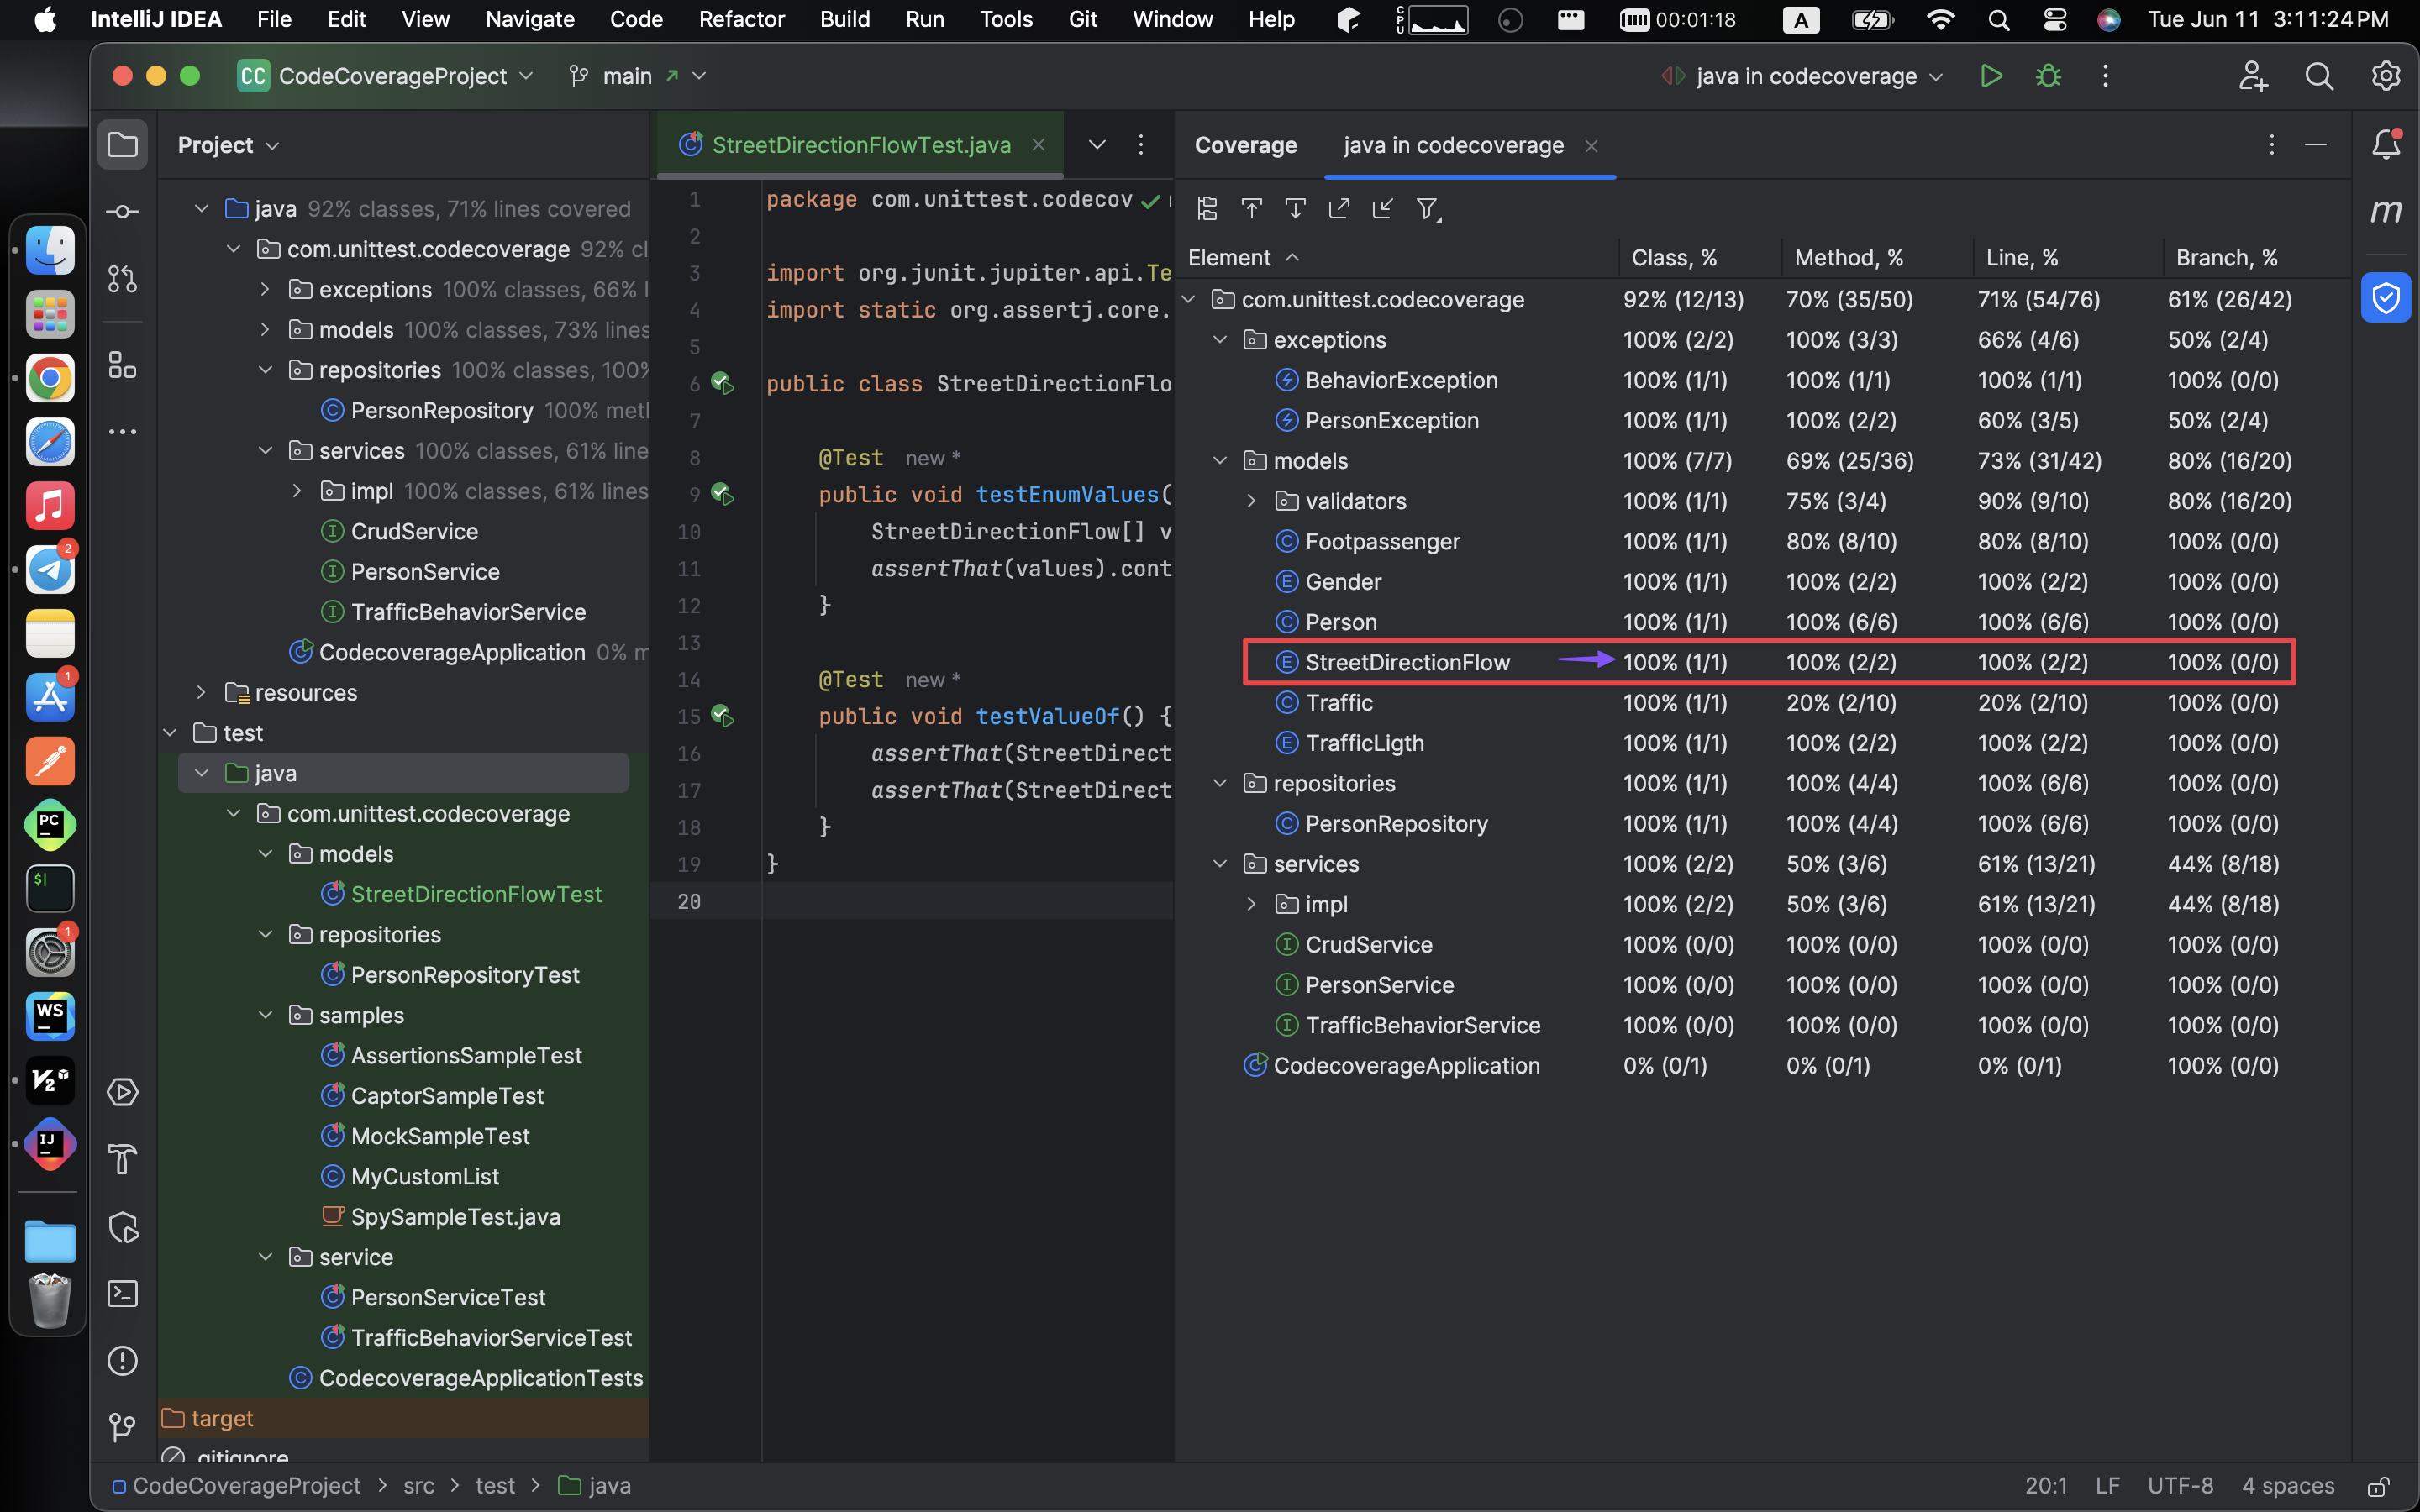 IntelliJ IDEA File Edit View Navigate Code Refactor Build Run Tools Git Window Help CPU 00:01:18 A Tue Jun 11 3:11:24 PM
CC CodeCoverageProject main java in codecoverage
Project
java 92% classes, 71% lines covered
com.unittest.codecoverage 92% cl
exceptions 100% classes, 66% l
models 100% classes, 73% lines
repositories 100% classes, 100%
PersonRepository 100% met
services 100% classes, 61% line
impl 100% classes, 61% lines
CrudService
PersonService
TrafficBehaviorService
CodecoverageApplication 0% m
resources
test
java
com.unittest.codecoverage
models
StreetDirectionFlowTest
repositories
PersonRepositoryTest
samples
AssertionsSampleTest
CaptorSampleTest
MockSampleTest
MyCustomList
SpySampleTest.java
service
PersonServiceTest
TrafficBehaviorServiceTest
CodecoverageApplicationTests
target
.gitignore
StreetDirectionFlowTest.java
1 package com.unittest.codecov
2
3 import org.junit.jupiter.api.Te
4 import static org.assertj.core.
5
6 public class StreetDirectionFlo
7
8 @Test new *
9 public void testEnumValues(
10 StreetDirectionFlow[] v
11 assertThat(values).cont
12 }
13
14 @Test new *
15 public void testValueOf() {
16 assertThat(StreetDirect
17 assertThat(StreetDirect
18 }
19 }
20
Coverage java in codecoverage
Element Class, % Method, % Line, % Branch, %
com.unittest.codecoverage 92% (12/13) 70% (35/50) 71% (54/76) 61% (26/42)
exceptions 100% (2/2) 100% (3/3) 66% (4/6) 50% (2/4)
BehaviorException 100% (1/1) 100% (1/1) 100% (1/1) 100% (0/0)
PersonException 100% (1/1) 100% (2/2) 60% (3/5) 50% (2/4)
models 100% (7/7) 69% (25/36) 73% (31/42) 80% (16/20)
validators 100% (1/1) 75% (3/4) 90% (9/10) 80% (16/20)
Footpassenger 100% (1/1) 80% (8/10) 80% (8/10) 100% (0/0)
Gender 100% (1/1) 100% (2/2) 100% (2/2) 100% (0/0)
Person 100% (1/1) 100% (6/6) 100% (6/6) 100% (0/0)
StreetDirectionFlow 100% (1/1) 100% (2/2) 100% (2/2) 100% (0/0)
Traffic 100% (1/1) 20% (2/10) 20% (2/10) 100% (0/0)
TrafficLigth 100% (1/1) 100% (2/2) 100% (2/2) 100% (0/0)
repositories 100% (1/1) 100% (4/4) 100% (6/6) 100% (0/0)
PersonRepository 100% (1/1) 100% (4/4) 100% (6/6) 100% (0/0)
services 100% (2/2) 50% (3/6) 61% (13/21) 44% (8/18)
impl 100% (2/2) 50% (3/6) 61% (13/21) 44% (8/18)
CrudService 100% (0/0) 100% (0/0) 100% (0/0) 100% (0/0)
PersonService 100% (0/0) 100% (0/0) 100% (0/0) 100% (0/0)
TrafficBehaviorService 100% (0/0) 100% (0/0) 100% (0/0) 100% (0/0)
CodecoverageApplication 0% (0/1) 0% (0/1) 0% (0/1) 100% (0/0)
m
2
1
PC
$
1
WS
V2
IJ
CodeCoverageProject > src > test > java 20:1 LF UTF-8 4 spaces